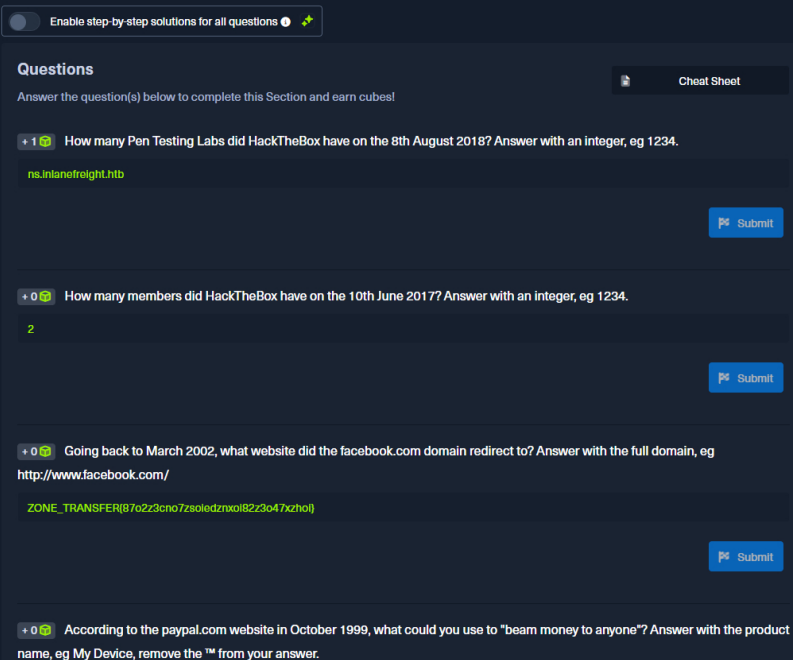 Enable step-by-step solutions for all questions
Questions
Cheat Sheet
Answer the question(s) below to complete this Section and earn cubes!
+ 1 How many Pen Testing Labs did HackTheBox have on the 8th August 2018? Answer with an integer, eg 1234.
ns.inlanefreight.htb
Submit
+ 0 How many members did HackTheBox have on the 10th June 2017? Answer with an integer, eg 1234.
2
Submit
+ 0 Going back to March 2002, what website did the facebook.com domain redirect to? Answer with the full domain, eg
http://www.facebook.com/
ZONE_TRANSFER{87o2z3cno7zsoiedznxoi82z3o47xzhoi}
Submit
+ 0 According to the paypal.com website in October 1999, what could you use to "beam money to anyone"? Answer with the product
name, eg My Device, remove the ™ from your answer.